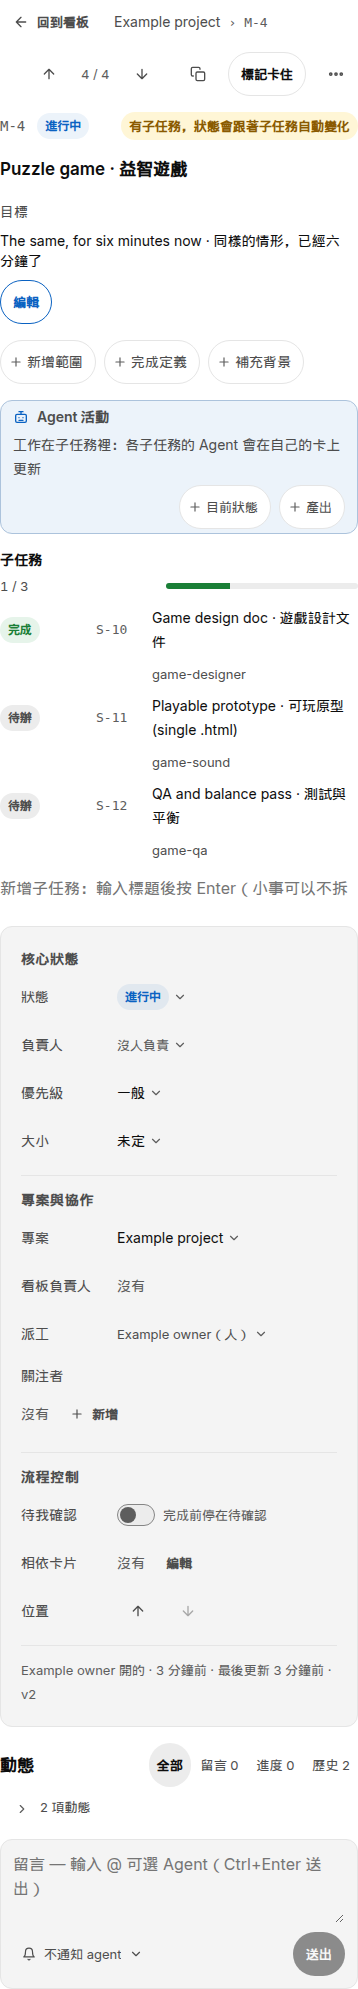 回到看板 Example project › M-4
4 / 4 標記卡住
M-4 進行中 有子任務，狀態會跟著子任務自動變化
Puzzle game · 益智遊戲
目標
The same, for six minutes now · 同樣的情形，已經六
分鐘了
編輯
新增範圍 完成定義 補充背景
Agent 活動
工作在子任務裡：各子任務的 Agent 會在自己的卡上
更新
目前狀態 產出
子任務
1 / 3
完成 S-10 Game design doc · 遊戲設計文
件
game-designer
待辦 S-11 Playable prototype · 可玩原型
(single .html)
game-sound
待辦 S-12 QA and balance pass · 測試與
平衡
game-qa
新增子任務：輸入標題後按 Enter（小事可以不拆
核心狀態
狀態 進行中
負責人 沒人負責
優先級 一般
大小 未定
專案與協作
專案 Example project
看板負責人 沒有
派工 Example owner（人）
關注者
沒有 新增
流程控制
待我確認 完成前停在待確認
相依卡片 沒有 編輯
位置
Example owner 開的 · 3 分鐘前 · 最後更新 3 分鐘前 ·
v2
動態 全部 留言 0 進度 0 歷史 2
2 項動態
留言 — 輸入 @ 可選 Agent（Ctrl+Enter 送
出）
不通知 agent 送出